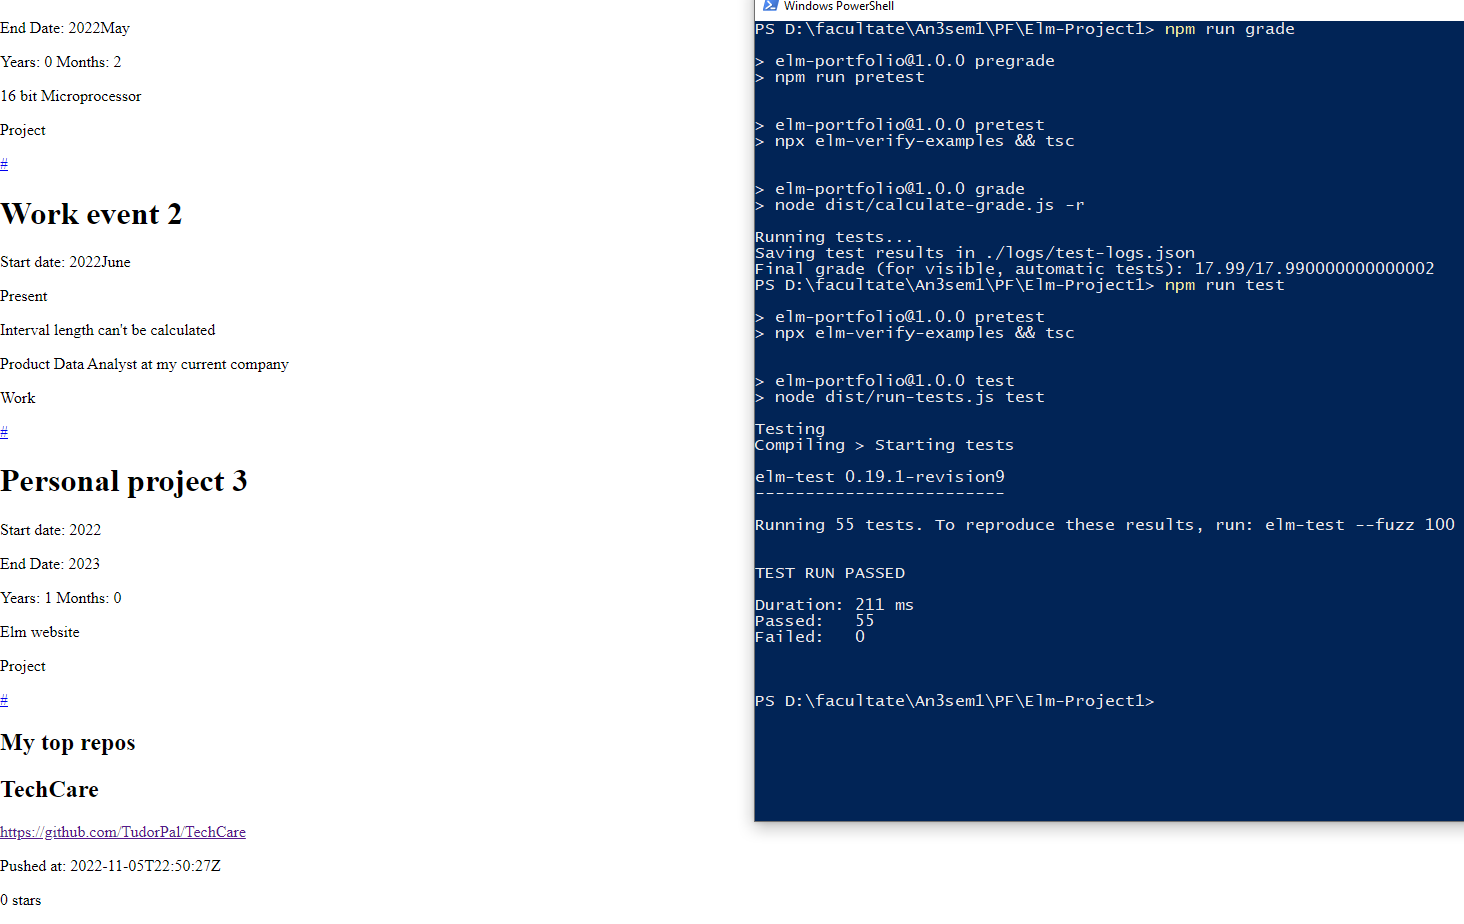 End Date: 2022May
Years: 0 Months: 2
16 bit Microprocessor
Project
#
Work event 2
Start date: 2022June
Present
Interval length can't be calculated
Product Data Analyst at my current company
Work
#
Personal project 3
Start date: 2022
End Date: 2023
Years: 1 Months: 0
Elm website
Project
#
My top repos
TechCare
https://github.com/TudorPal/TechCare
Pushed at: 2022-11-05T22:50:27Z
0 stars
Windows PowerShell
PS D:\facultate\An3sem1\PF\Elm-Project1> npm run grade
> elm-portfolio@1.0.0 pregrade
> npm run pretest
> elm-portfolio@1.0.0 pretest
> npx elm-verify-examples && tsc
> elm-portfolio@1.0.0 grade
> node dist/calculate-grade.js -r
Running tests...
Saving test results in ./logs/test-logs.json
Final grade (for visible, automatic tests): 17.99/17.990000000000002
PS D:\facultate\An3sem1\PF\Elm-Project1> npm run test
> elm-portfolio@1.0.0 pretest
> npx elm-verify-examples && tsc
> elm-portfolio@1.0.0 test
> node dist/run-tests.js test
Testing
Compiling > Starting tests
elm-test 0.19.1-revision9
-------------------------
Running 55 tests. To reproduce these results, run: elm-test --fuzz 100
TEST RUN PASSED
Duration: 211 ms
Passed:   55
Failed:   0
PS D:\facultate\An3sem1\PF\Elm-Project1>